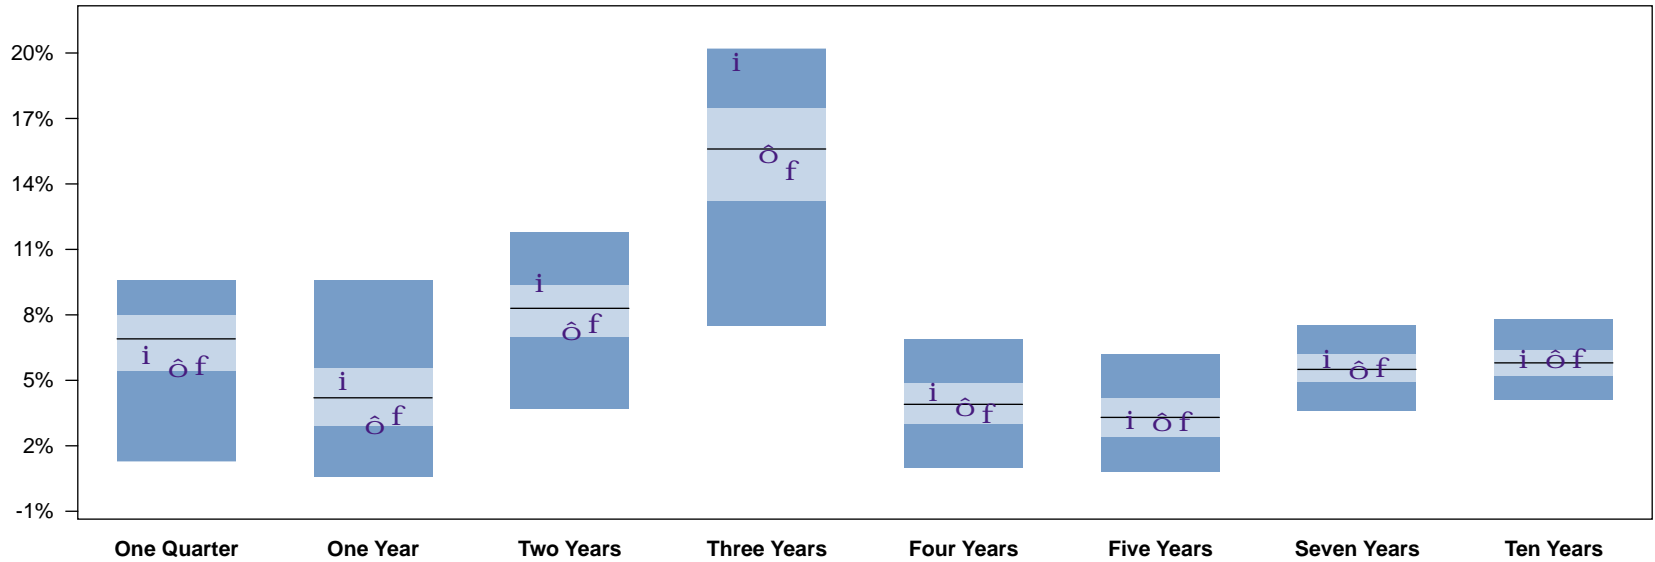 20%
17%
14%
11%
8%
5%
2%
-1%
i ô f
i ô f
i ô f
i ô f
i ô f
i ô f
i ô f
i ô f
One Quarter One Year Two Years Three Years Four Years Five Years Seven Years Ten Years